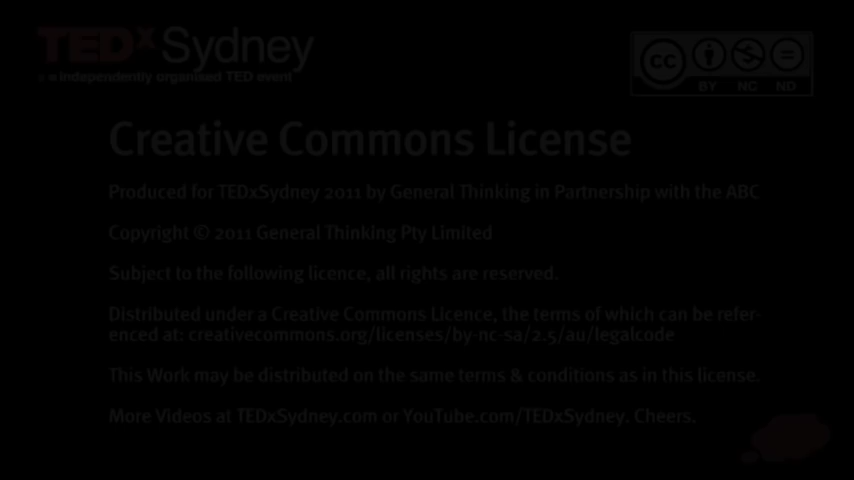 TEDxSydney
independently organised TED event
cc
BY NC ND
Creative Commons License
Produced for TEDxSydney 2011 by General Thinking in Partnership with the ABC
Copyright © 2011 General Thinking Pty Limited
Subject to the following licence, all rights are reserved.
Distributed under a Creative Commons Licence, the terms of which can be refer-
enced at: creativecommons.org/licenses/by-nc-sa/2.5/au/legalcode
This Work may be distributed on the same terms & conditions as in this license.
More Videos at TEDxSydney.com or YouTube.com/TEDxSydney. Cheers.